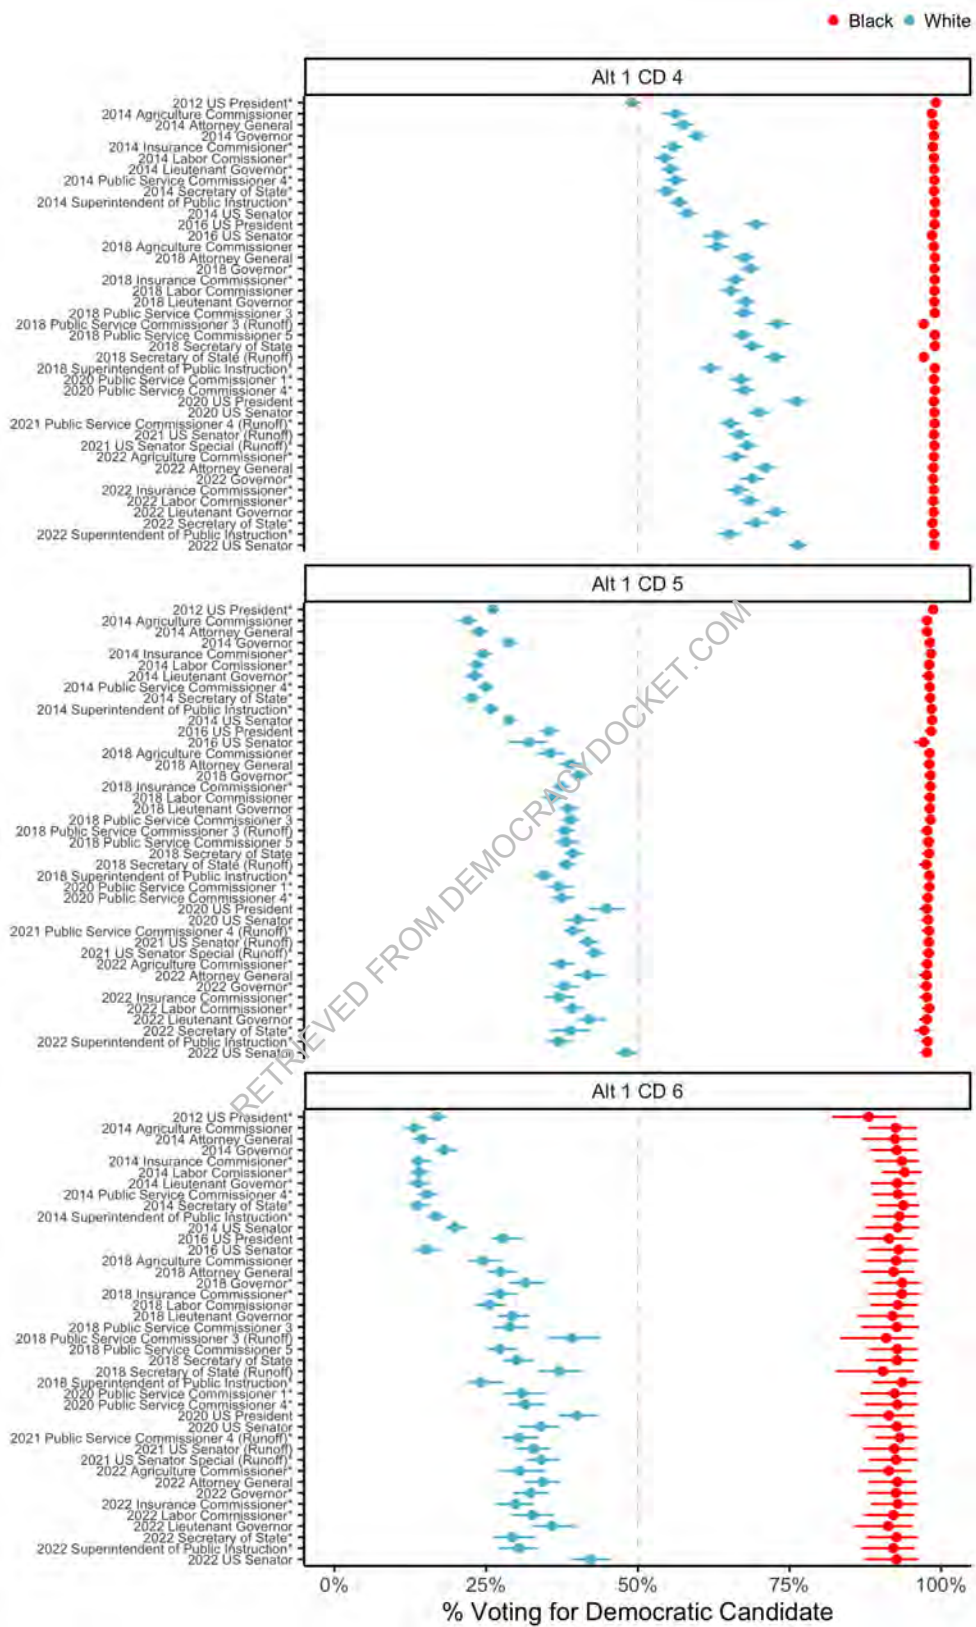 Black White
Alt 1 CD 4
2012 US President*
2014 Agriculture Commissioner
2014 Attorney General
2014 Governor
2014 Insurance Commisioner*
2014 Labor Comissioner*
2014 Lieutenant Governor*
2014 Public Service Commissioner 4*
2014 Secretary of State*
2014 Superintendent of Public Instruction*
2014 US Senator
2016 US President
2016 US Senator
2018 Agriculture Commissioner
2018 Attorney General
2018 Governor*
2018 Insurance Commissioner*
2018 Labor Commissioner
2018 Lieutenant Governor
2018 Public Service Commissioner 3
2018 Public Service Commissioner 3 (Runoff)
2018 Public Service Commissioner 5
2018 Secretary of State
2018 Secretary of State (Runoff)
2018 Superintendent of Public Instruction*
2020 Public Service Commissioner 1*
2020 Public Service Commissioner 4*
2020 US President
2020 US Senator
2021 Public Service Commissioner 4 (Runoff)*
2021 US Senator (Runoff)
2021 US Senator Special (Runoff)*
2022 Agriculture Commissioner*
2022 Attorney General
2022 Governor*
2022 Insurance Commissioner*
2022 Labor Commissioner*
2022 Lieutenant Governor
2022 Secretary of State*
2022 Superintendent of Public Instruction*
2022 US Senator
Alt 1 CD 5
2012 US President*
2014 Agriculture Commissioner
2014 Attorney General
2014 Governor
2014 Insurance Commisioner*
2014 Labor Comissioner*
2014 Lieutenant Governor*
2014 Public Service Commissioner 4*
2014 Secretary of State*
2014 Superintendent of Public Instruction*
2014 US Senator
2016 US President
2016 US Senator
2018 Agriculture Commissioner
2018 Attorney General
2018 Governor*
2018 Insurance Commissioner*
2018 Labor Commissioner
2018 Lieutenant Governor
2018 Public Service Commissioner 3
2018 Public Service Commissioner 3 (Runoff)
2018 Public Service Commissioner 5
2018 Secretary of State
2018 Secretary of State (Runoff)
2018 Superintendent of Public Instruction*
2020 Public Service Commissioner 1*
2020 Public Service Commissioner 4*
2020 US President
2020 US Senator
2021 Public Service Commissioner 4 (Runoff)*
2021 US Senator (Runoff)
2021 US Senator Special (Runoff)*
2022 Agriculture Commissioner*
2022 Attorney General
2022 Governor*
2022 Insurance Commissioner*
2022 Labor Commissioner*
2022 Lieutenant Governor
2022 Secretary of State*
2022 Superintendent of Public Instruction*
2022 US Senator
RETRIEVED FROM DEMOCRACYDOCKET.COM
Alt 1 CD 6
2012 US President*
2014 Agriculture Commissioner
2014 Attorney General
2014 Governor
2014 Insurance Commisioner*
2014 Labor Comissioner*
2014 Lieutenant Governor*
2014 Public Service Commissioner 4*
2014 Secretary of State*
2014 Superintendent of Public Instruction*
2014 US Senator
2016 US President
2016 US Senator
2018 Agriculture Commissioner
2018 Attorney General
2018 Governor*
2018 Insurance Commissioner*
2018 Labor Commissioner
2018 Lieutenant Governor
2018 Public Service Commissioner 3
2018 Public Service Commissioner 3 (Runoff)
2018 Public Service Commissioner 5
2018 Secretary of State
2018 Secretary of State (Runoff)
2018 Superintendent of Public Instruction*
2020 Public Service Commissioner 1*
2020 Public Service Commissioner 4*
2020 US President
2020 US Senator
2021 Public Service Commissioner 4 (Runoff)*
2021 US Senator (Runoff)
2021 US Senator Special (Runoff)*
2022 Agriculture Commissioner*
2022 Attorney General
2022 Governor*
2022 Insurance Commissioner*
2022 Labor Commissioner*
2022 Lieutenant Governor
2022 Secretary of State*
2022 Superintendent of Public Instruction*
2022 US Senator
0% 25% 50% 75% 100%
% Voting for Democratic Candidate